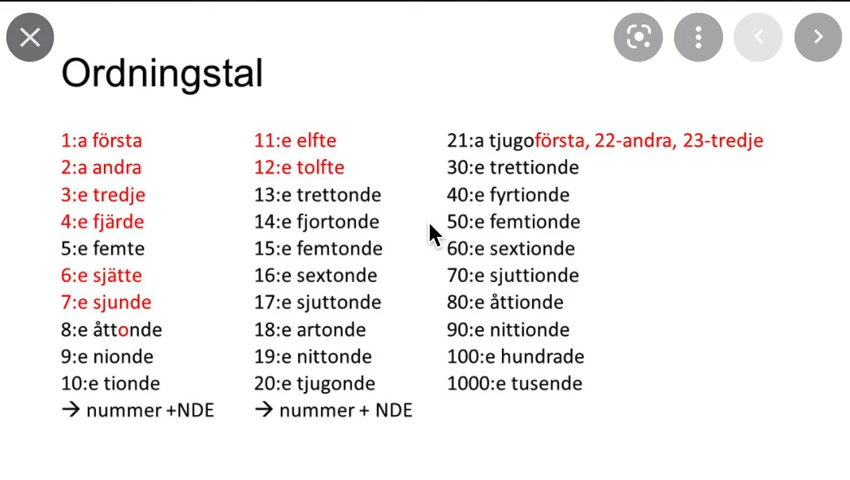 Ordningstal
1:a första
2:a andra
3:e tredje
4:e fjärde
5:e femte
6:e sjätte
7:e sjunde
8:e åttonde
9:e nionde
10:e tionde
→ nummer +NDE
11:e elfte
12:e tolfte
13:e trettonde
14:e fjortonde
15:e femtonde
16:e sextonde
17:e sjuttonde
18:e artonde
19:e nittonde
20:e tjugonde
→ nummer + NDE
21:a tjugoförsta, 22-andra, 23-tredje
30:e trettionde
40:e fyrtionde
50:e femtionde
60:e sextionde
70:e sjuttionde
80:e åttionde
90:e nittionde
100:e hundrade
1000:e tusende